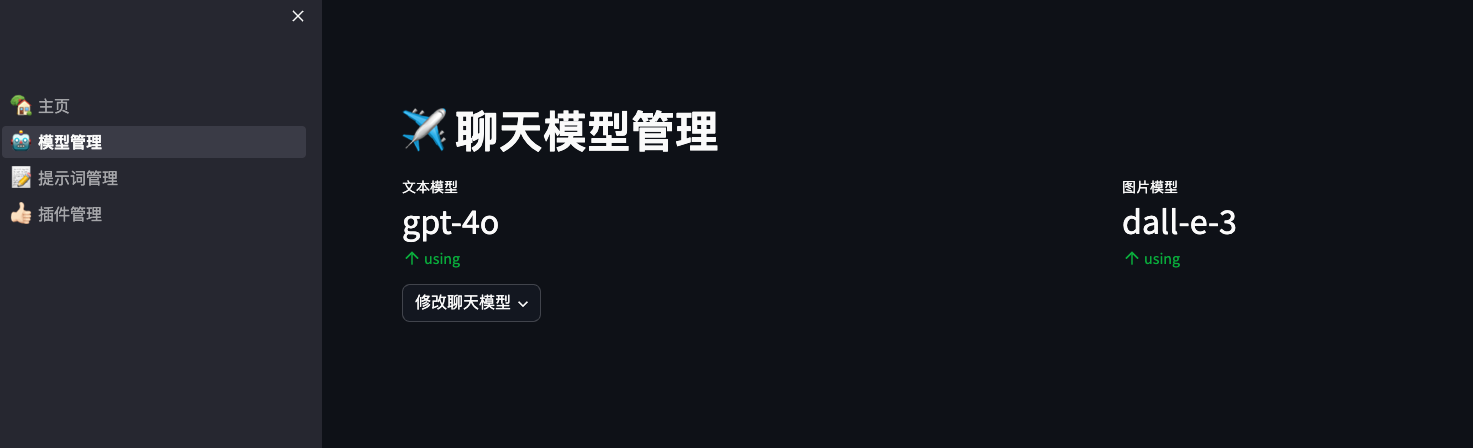 主页
模型管理
提示词管理
插件管理
聊天模型管理
文本模型
gpt-4o
using
修改聊天模型
图片模型
dall-e-3
using